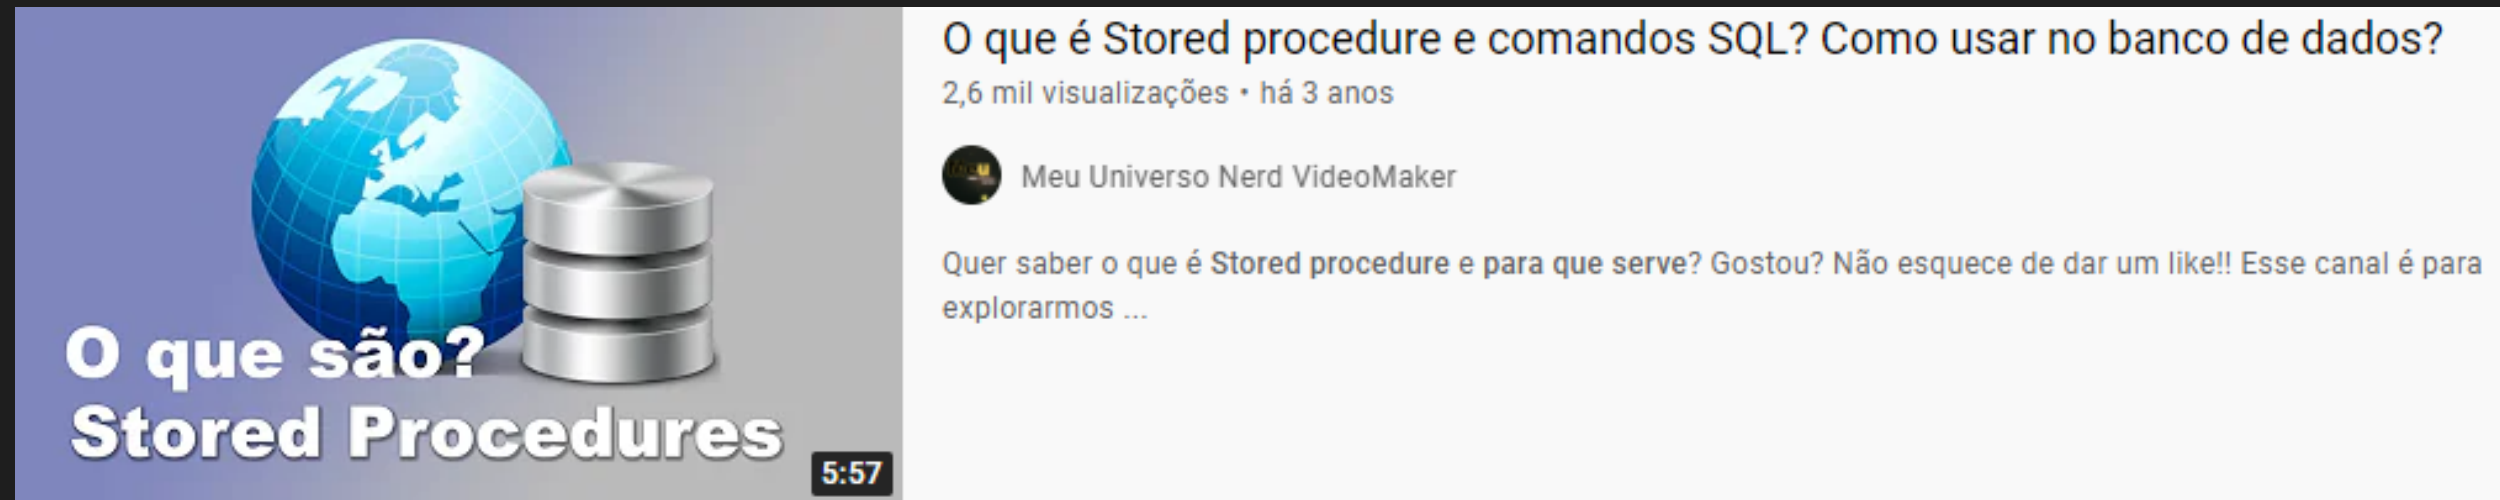 O que são?
Stored Procedures
5:57
O que é Stored procedure e comandos SQL? Como usar no banco de dados?
2,6 mil visualizações • há 3 anos
Meu Universo Nerd VideoMaker
Quer saber o que é Stored procedure e para que serve? Gostou? Não esquece de dar um like!! Esse canal é para
explorarmos ...